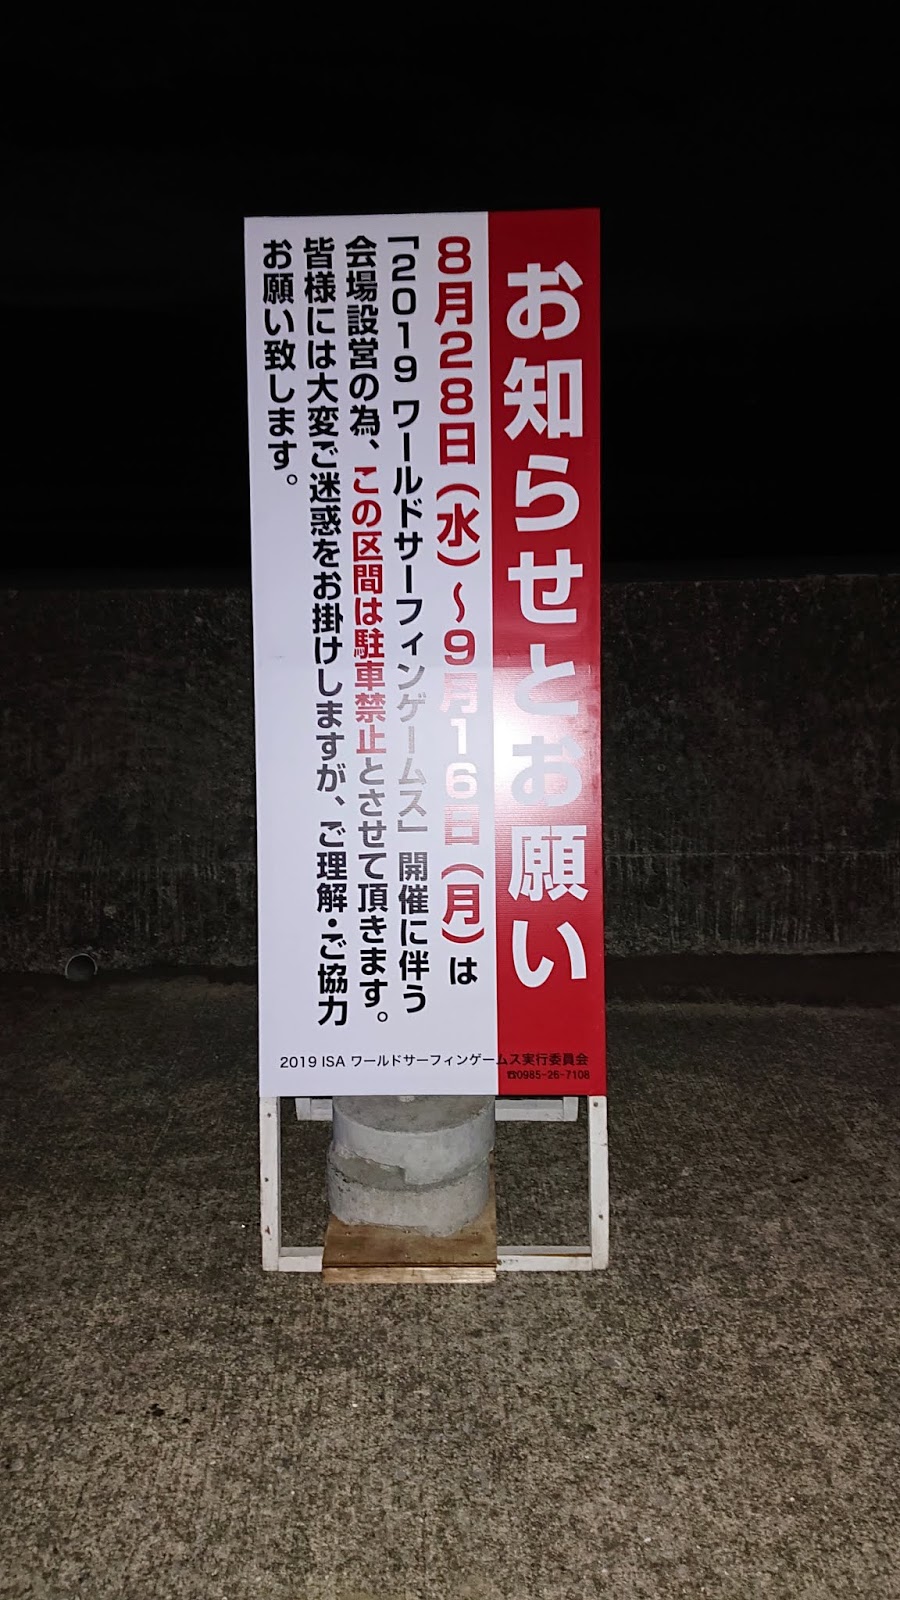 お知らせとお願い
8月28日(水)～9月16日(月)は
「2019 ワールドサーフィンゲームス」開催に伴う
会場設営の為、この区間は駐車禁止とさせて頂きます。
皆様には大変ご迷惑をお掛けしますが、ご理解・ご協力
お願い致します。
2019 ISA ワールドサーフィンゲームス実行委員会
☎0985-26-7108